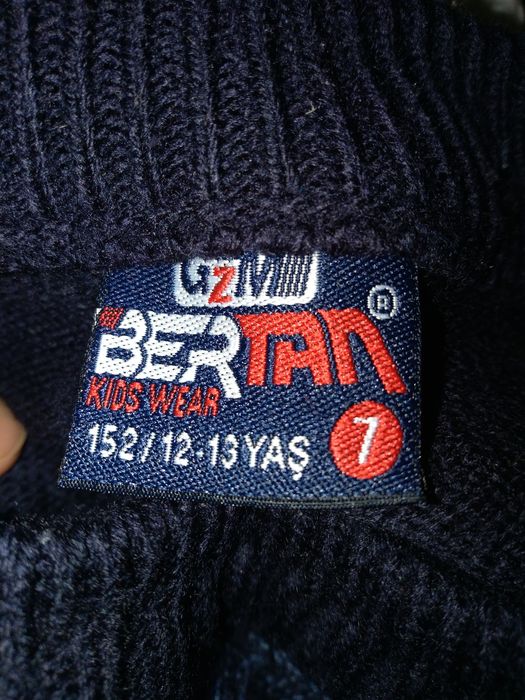 GZM
®
BERTAN
KIDS WEAR
152/12-13 YAŞ
7